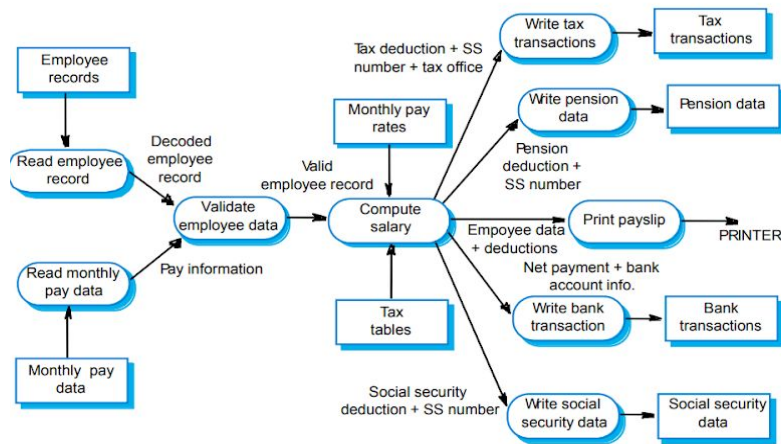 Employee
records
Read employee
record
Decoded
employee
record
Validate
employee data
Read monthly
pay data
Pay information
Monthly pay
data
Valid
employee record
Monthly pay
rates
Compute
salary
Tax
tables
Tax deduction + SS
number + tax office
Write tax
transactions
Tax
transactions
Write pension
data
Pension data
Pension
deduction +
SS number
Empoyee data
+ deductions
Print payslip
PRINTER
Net payment + bank
account info.
Write bank
transaction
Bank
transactions
Social security
deduction + SS number
Write social
security data
Social security
data